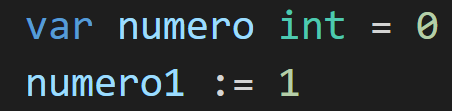 var numero int = 0
numero1 := 1